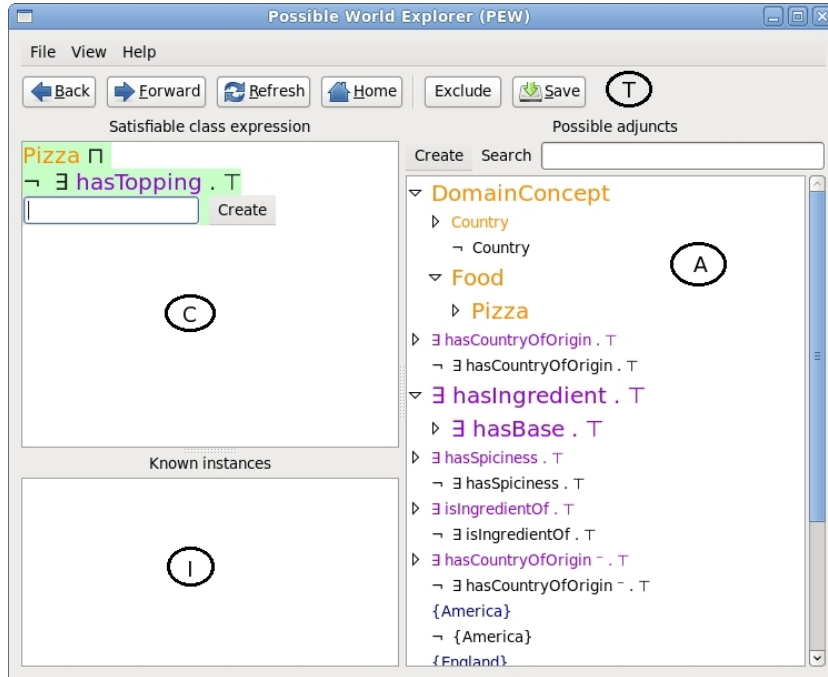 Possible World Explorer (PEW)
File View Help
Back Forward Refresh Home Exclude Save T
Satisfiable class expression
Pizza ⊓
¬ ∃ hasTopping . ⊤
Create
C
Known instances
I
Possible adjuncts
Create Search
DomainConcept
Country
¬ Country
Food
Pizza
∃ hasCountryOfOrigin . ⊤
¬ ∃ hasCountryOfOrigin . ⊤
∃ hasIngredient . ⊤
∃ hasBase . ⊤
∃ hasSpiciness . ⊤
¬ ∃ hasSpiciness . ⊤
∃ isIngredientOf . ⊤
¬ ∃ isIngredientOf . ⊤
∃ hasCountryOfOrigin ⁻ . ⊤
¬ ∃ hasCountryOfOrigin ⁻ . ⊤
{America}
¬ {America}
{England}
A